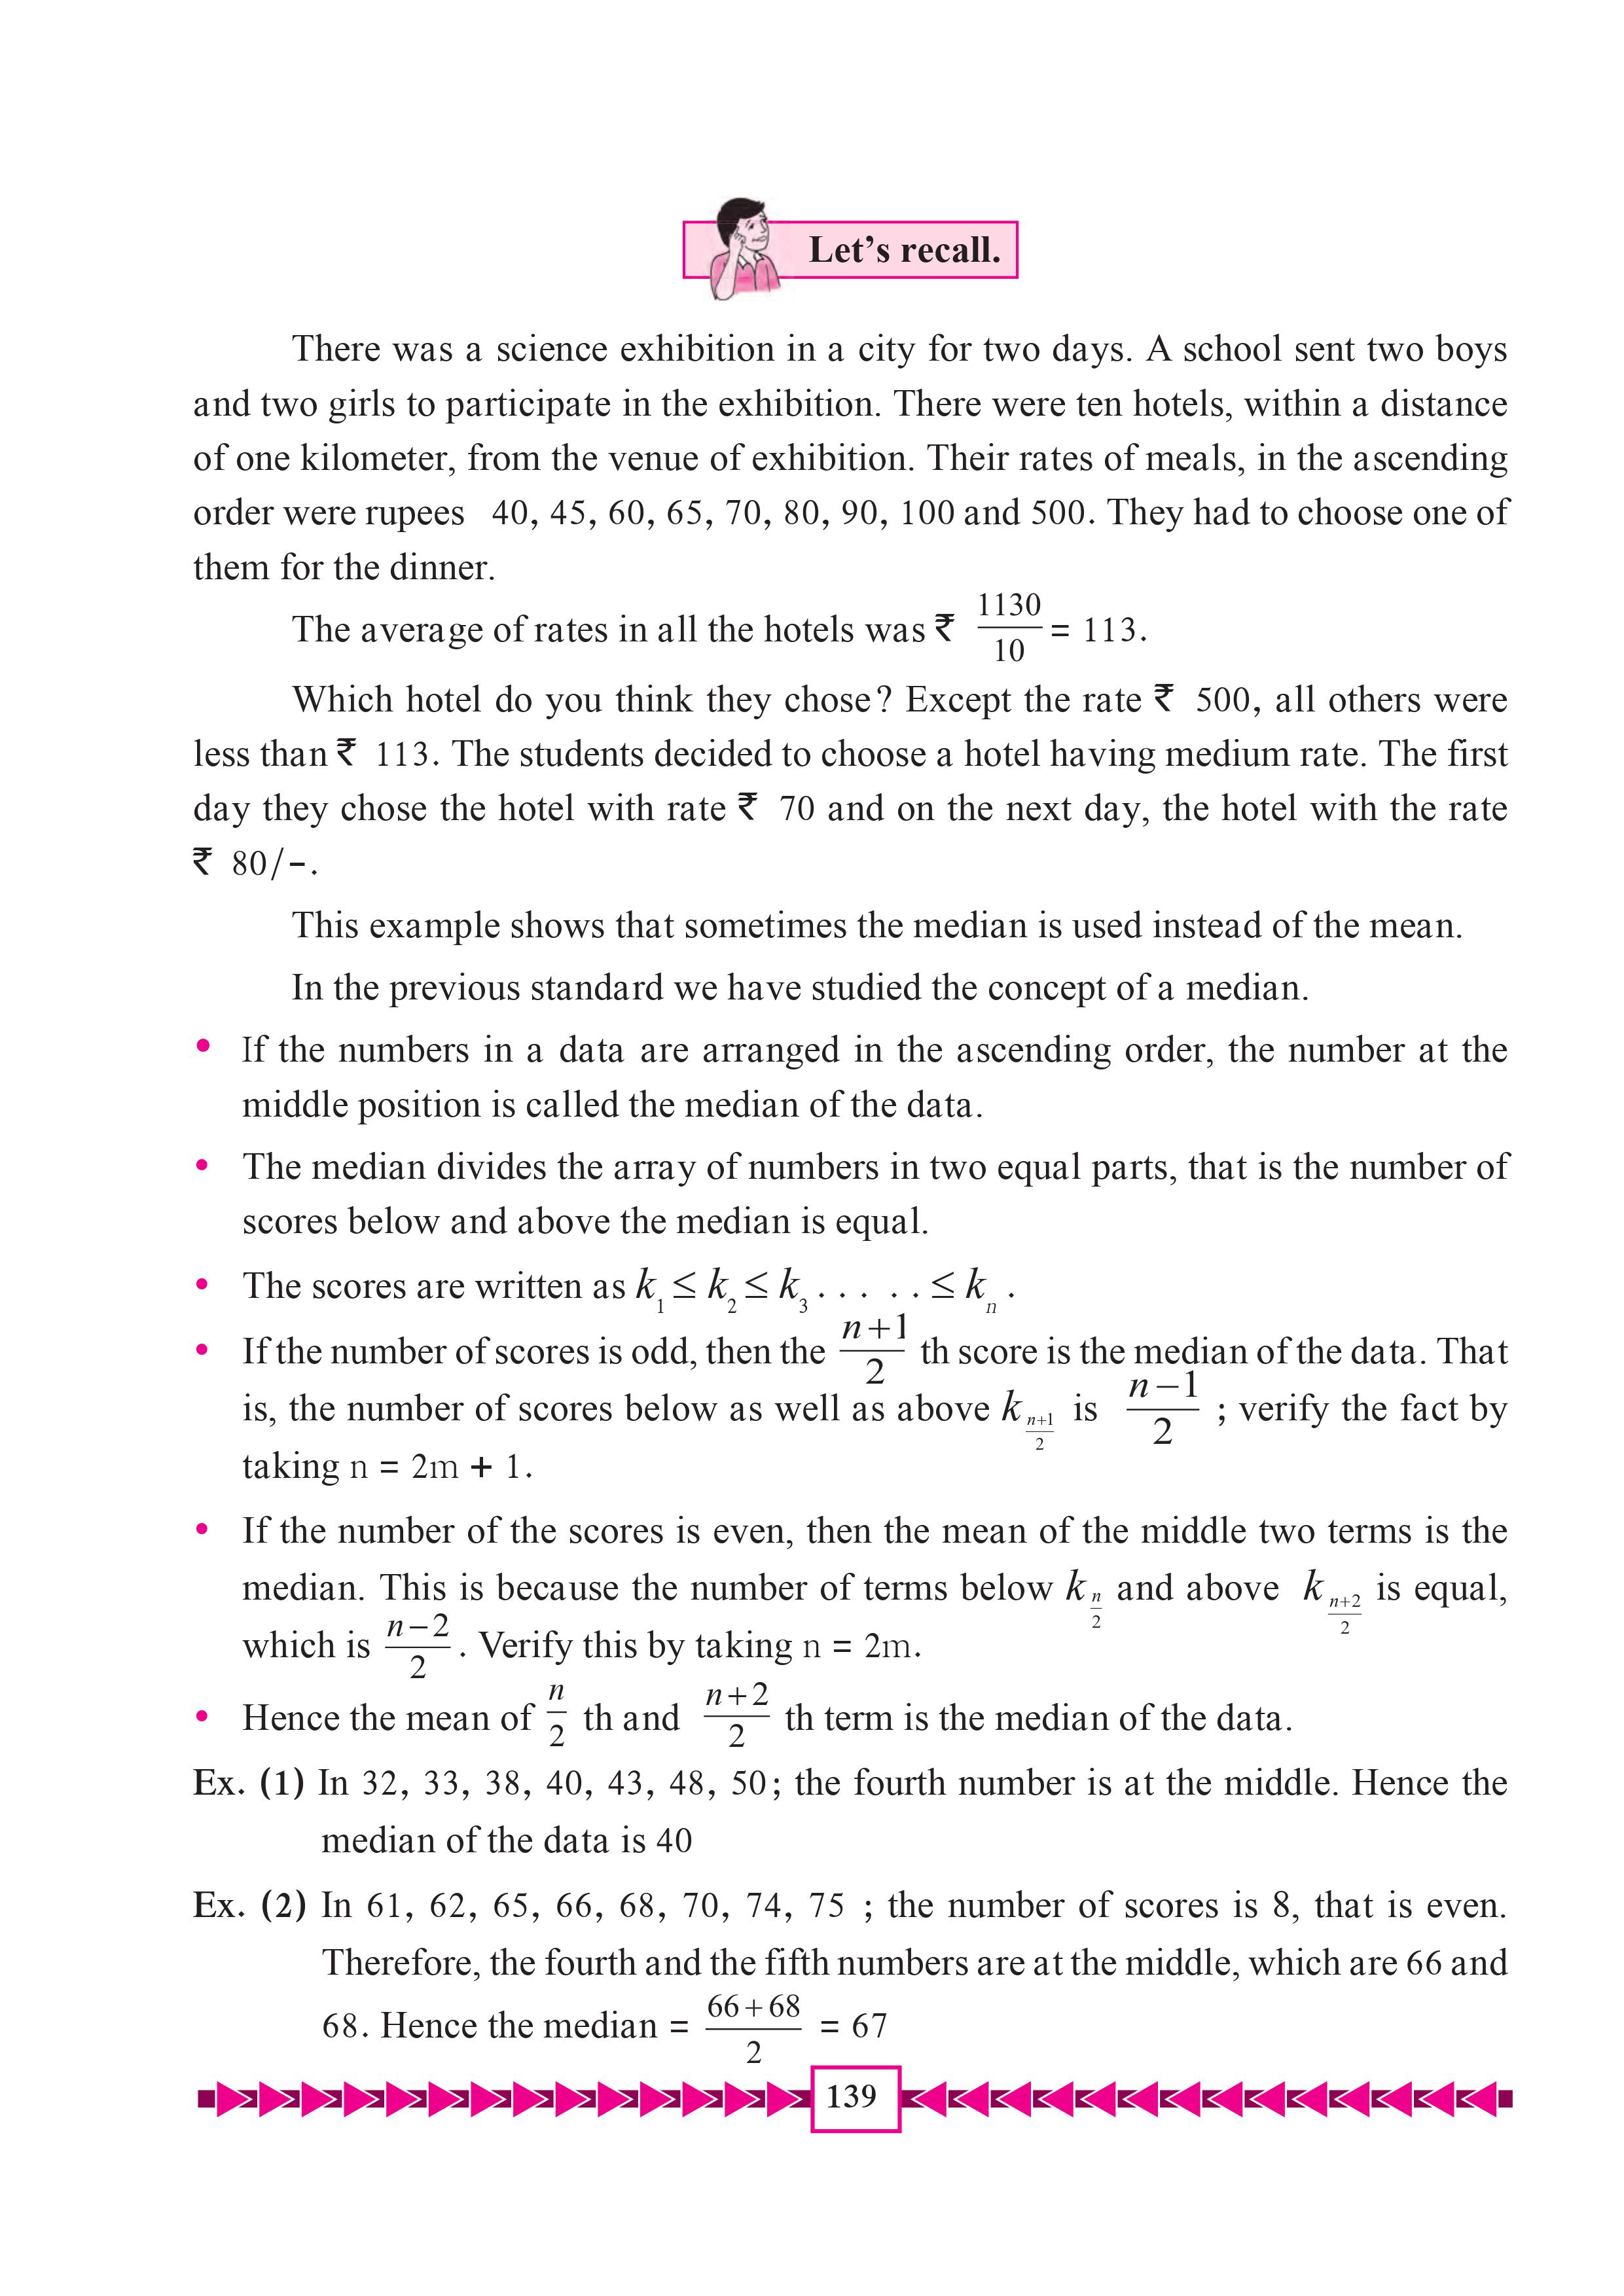 Let’s recall.
There was a science exhibition in a city for two days. A school sent two boys
and two girls to participate in the exhibition. There were ten hotels, within a distance
of one kilometer, from the venue of exhibition. Their rates of meals, in the ascending
order were rupees 40, 45, 60, 65, 70, 80, 90, 100 and 500. They had to choose one of
them for the dinner.
The average of rates in all the hotels was ₹ 1130/10 = 113.
Which hotel do you think they chose? Except the rate ₹ 500, all others were
less than ₹ 113. The students decided to choose a hotel having medium rate. The first
day they chose the hotel with rate ₹ 70 and on the next day, the hotel with the rate
₹ 80/-.
This example shows that sometimes the median is used instead of the mean.
In the previous standard we have studied the concept of a median.
• If the numbers in a data are arranged in the ascending order, the number at the
middle position is called the median of the data.
• The median divides the array of numbers in two equal parts, that is the number of
scores below and above the median is equal.
• The scores are written as k₁ ≤ k₂ ≤ k₃ . . . . . ≤ kₙ .
• If the number of scores is odd, then the (n+1)/2 th score is the median of the data. That
is, the number of scores below as well as above k_(n+1)/2 is (n−1)/2 ; verify the fact by
taking n = 2m + 1.
• If the number of the scores is even, then the mean of the middle two terms is the
median. This is because the number of terms below k_n/2 and above k_(n+2)/2 is equal,
which is (n−2)/2 . Verify this by taking n = 2m.
• Hence the mean of n/2 th and (n+2)/2 th term is the median of the data.
Ex. (1) In 32, 33, 38, 40, 43, 48, 50; the fourth number is at the middle. Hence the
median of the data is 40
Ex. (2) In 61, 62, 65, 66, 68, 70, 74, 75 ; the number of scores is 8, that is even.
Therefore, the fourth and the fifth numbers are at the middle, which are 66 and
68. Hence the median = (66+68)/2 = 67
139